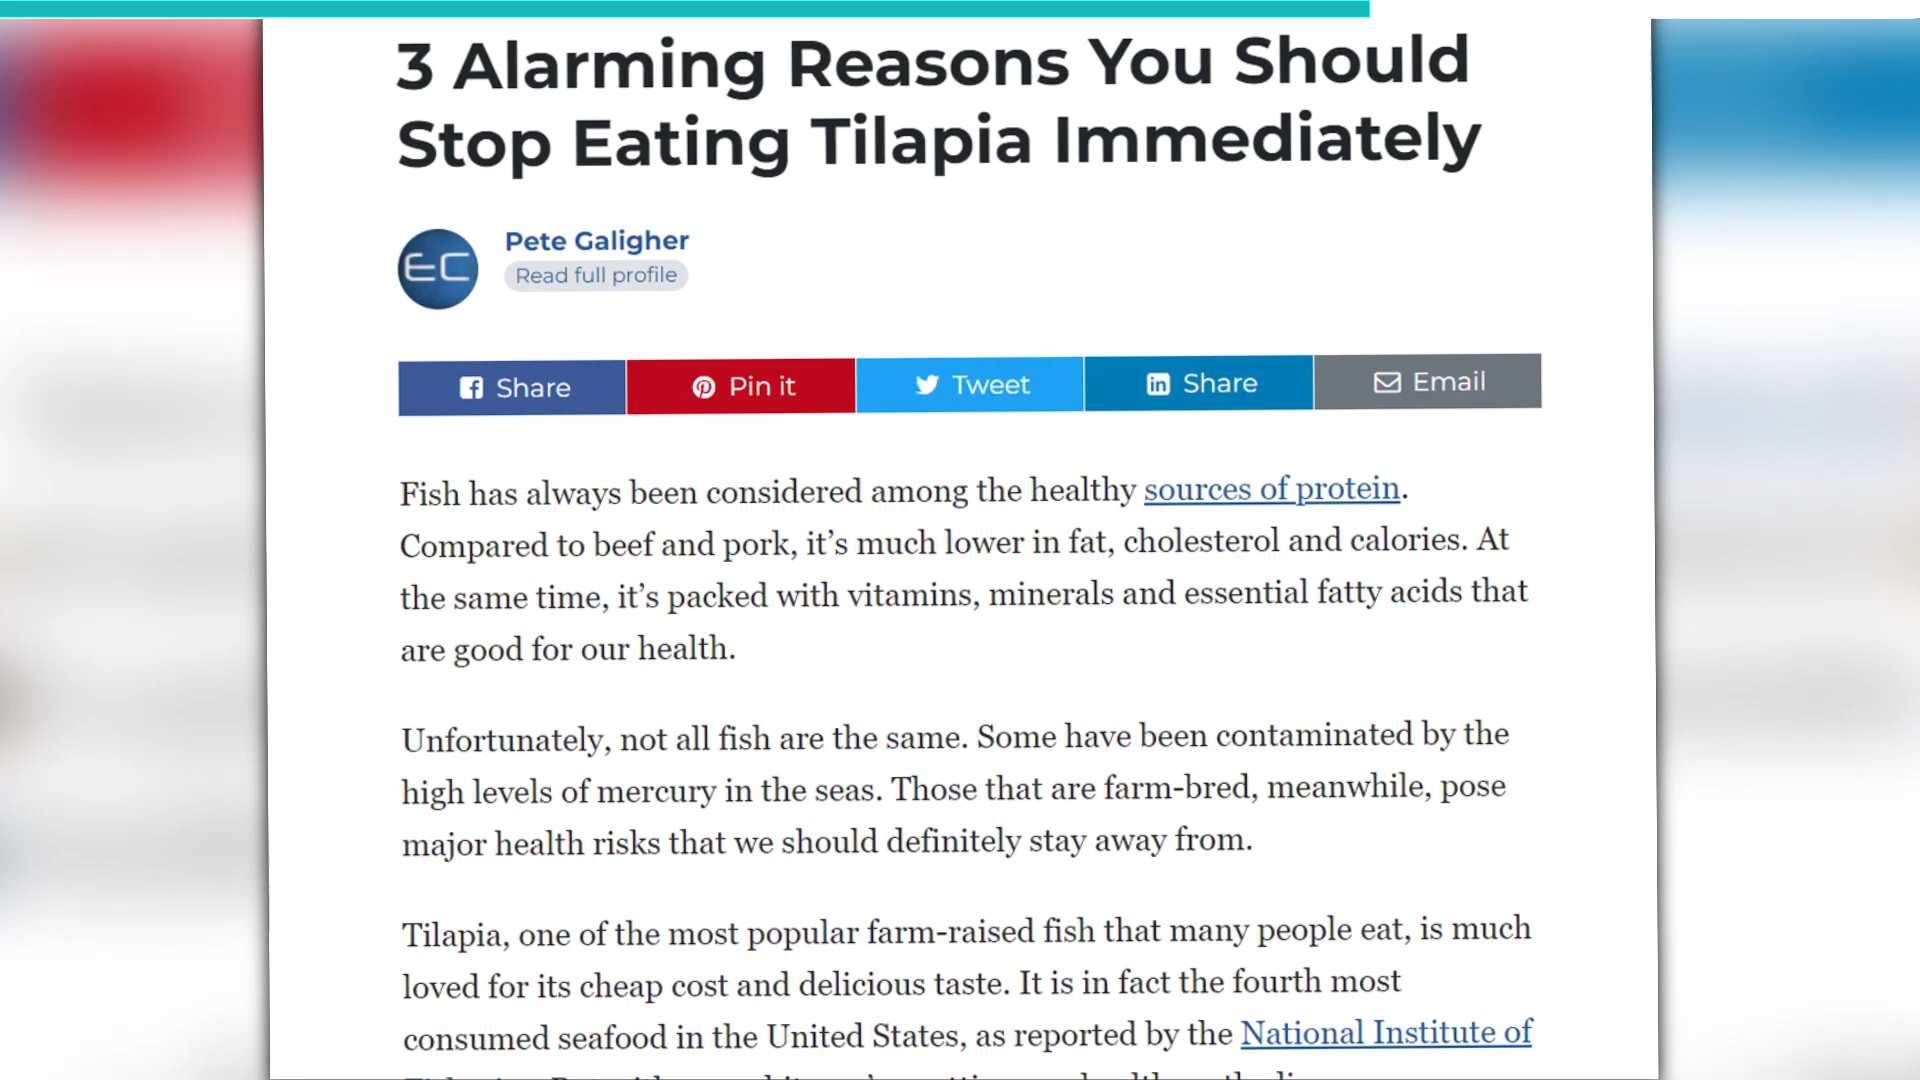 3 Alarming Reasons You Should
Stop Eating Tilapia Immediately
EC
Pete Galigher
Read full profile
Share
Pin it
Tweet
Share
Email
Fish has always been considered among the healthy sources of protein.
Compared to beef and pork, it’s much lower in fat, cholesterol and calories. At
the same time, it’s packed with vitamins, minerals and essential fatty acids that
are good for our health.
Unfortunately, not all fish are the same. Some have been contaminated by the
high levels of mercury in the seas. Those that are farm-bred, meanwhile, pose
major health risks that we should definitely stay away from.
Tilapia, one of the most popular farm-raised fish that many people eat, is much
loved for its cheap cost and delicious taste. It is in fact the fourth most
consumed seafood in the United States, as reported by the National Institute of